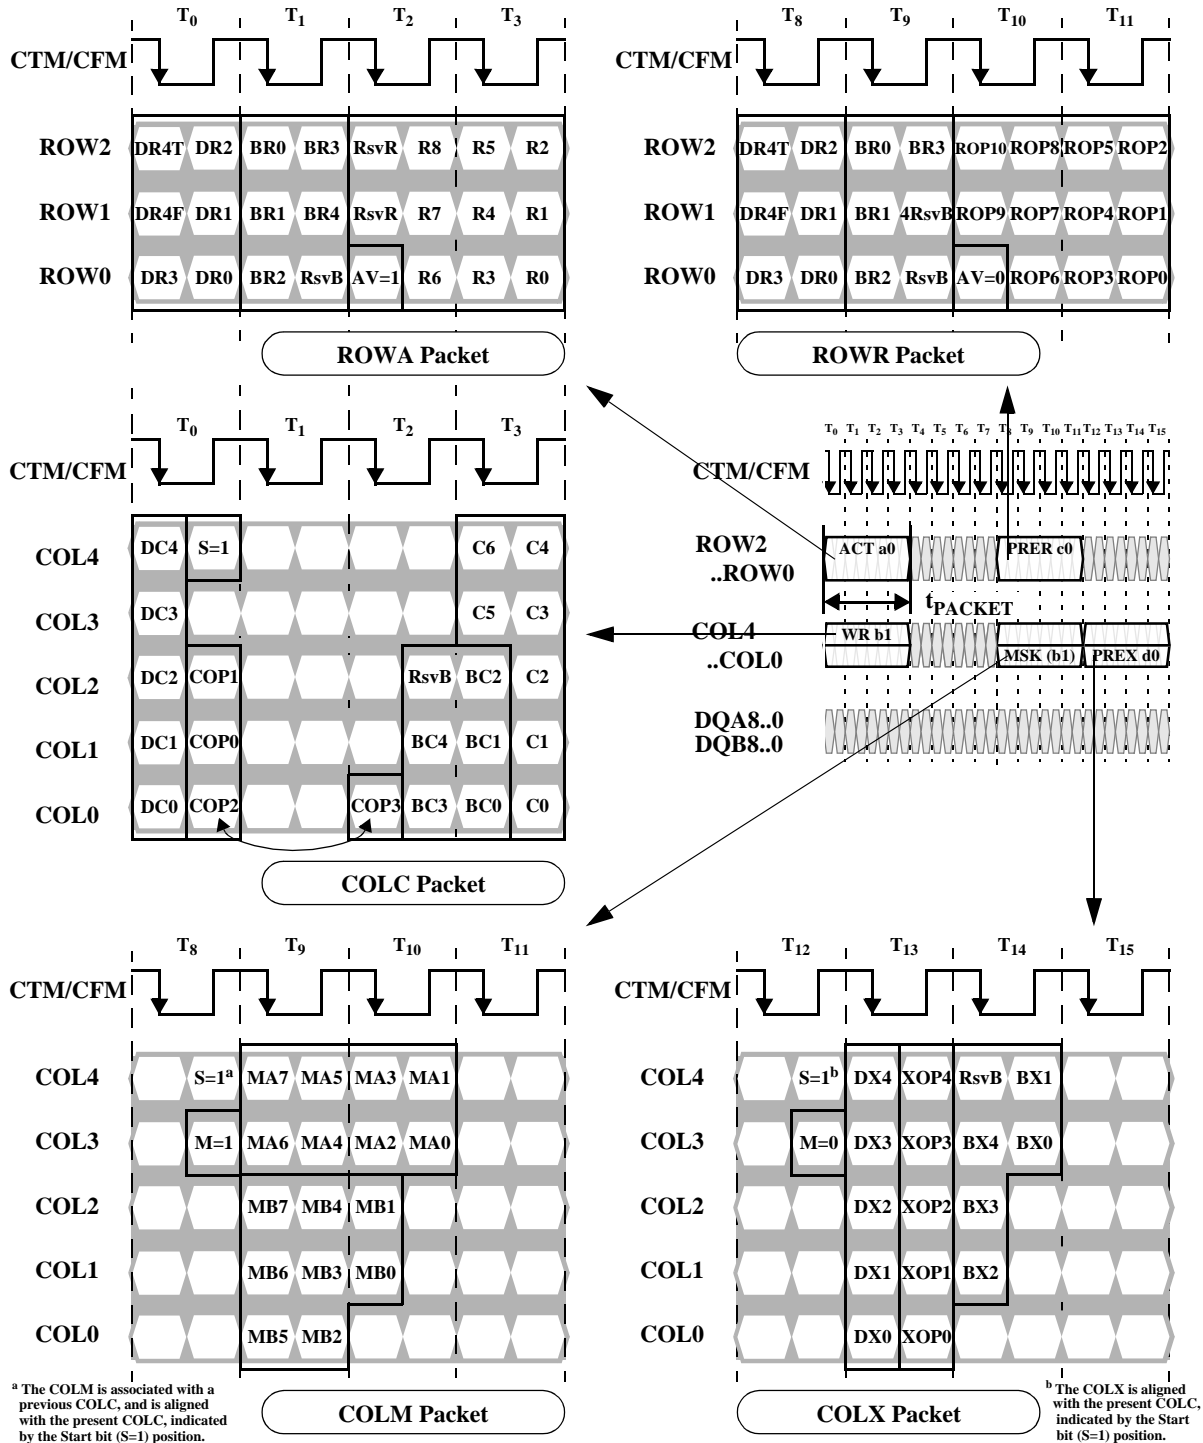 T0 T1 T2 T3
CTM/CFM
ROW2 DR4T DR2 BR0 BR3 RsvR R8 R5 R2
ROW1 DR4F DR1 BR1 BR4 RsvR R7 R4 R1
ROW0 DR3 DR0 BR2 RsvB AV=1 R6 R3 R0
ROWA Packet
T8 T9 T10 T11
CTM/CFM
ROW2 DR4T DR2 BR0 BR3 ROP10 ROP8 ROP5 ROP2
ROW1 DR4F DR1 BR1 4RsvB ROP9 ROP7 ROP4 ROP1
ROW0 DR3 DR0 BR2 RsvB AV=0 ROP6 ROP3 ROP0
ROWR Packet
T0 T1 T2 T3
CTM/CFM
COL4 DC4 S=1 C6 C4
COL3 DC3 C5 C3
COL2 DC2 COP1 RsvB BC2 C2
COL1 DC1 COP0 BC4 BC1 C1
COL0 DC0 COP2 COP3 BC3 BC0 C0
COLC Packet
T0 T1 T2 T3 T4 T5 T6 T7 T8 T9 T10 T11 T12 T13 T14 T15
CTM/CFM
ROW2 ACT a0 PRER c0
..ROW0
tPACKET
COL4 WR b1
..COL0 MSK (b1) PREX d0
DQA8..0
DQB8..0
T8 T9 T10 T11
CTM/CFM
COL4 S=1a MA7 MA5 MA3 MA1
COL3 M=1 MA6 MA4 MA2 MA0
COL2 MB7 MB4 MB1
COL1 MB6 MB3 MB0
COL0 MB5 MB2
COLM Packet
a The COLM is associated with a
previous COLC, and is aligned
with the present COLC, indicated
by the Start bit (S=1) position.
T12 T13 T14 T15
CTM/CFM
COL4 S=1b DX4 XOP4 RsvB BX1
COL3 M=0 DX3 XOP3 BX4 BX0
COL2 DX2 XOP2 BX3
COL1 DX1 XOP1 BX2
COL0 DX0 XOP0
COLX Packet
b The COLX is aligned
with the present COLC,
indicated by the Start
bit (S=1) position.